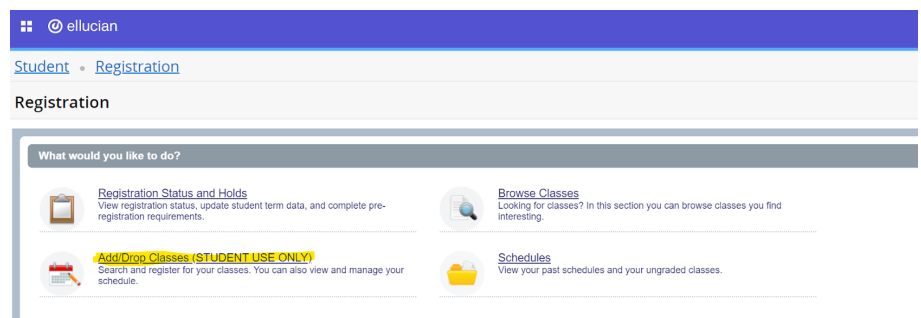 ellucian
Student • Registration
Registration
What would you like to do?
Registration Status and Holds
View registration status, update student term data, and complete pre-
registration requirements.
Browse Classes
Looking for classes? In this section you can browse classes you find
interesting.
Add/Drop Classes (STUDENT USE ONLY)
Search and register for your classes. You can also view and manage your
schedule.
Schedules
View your past schedules and your ungraded classes.